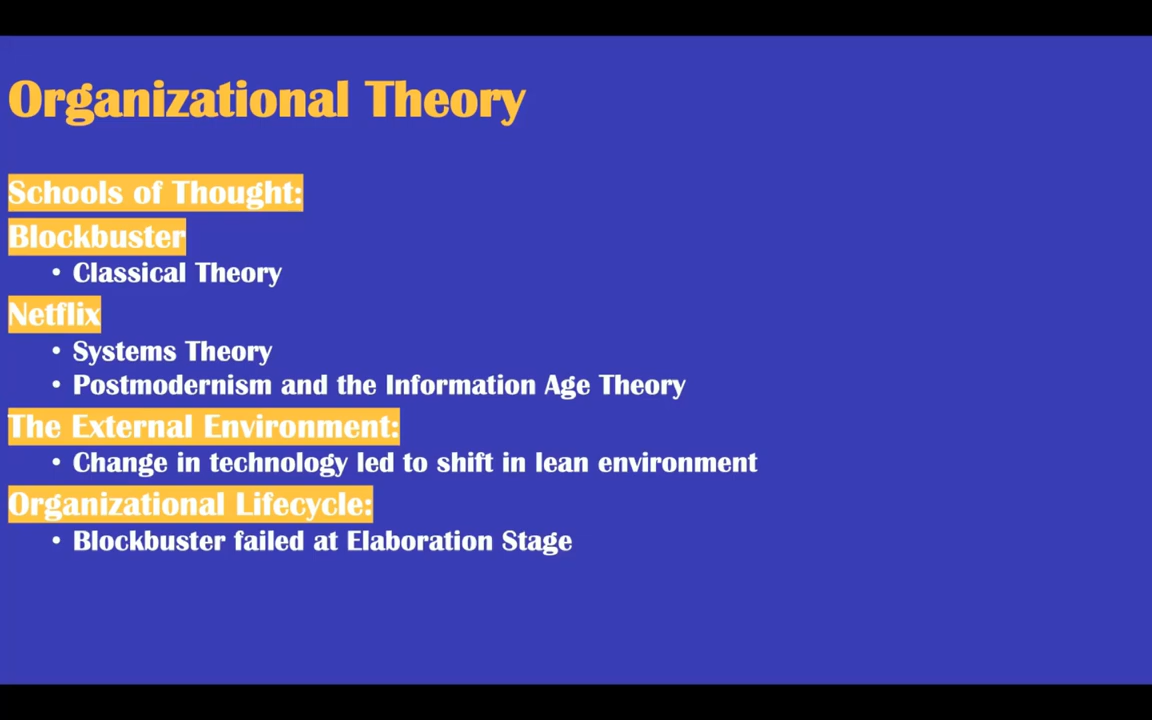 Organizational Theory
Schools of Thought:
Blockbuster
• Classical Theory
Netflix
• Systems Theory
• Postmodernism and the Information Age Theory
The External Environment:
• Change in technology led to shift in lean environment
Organizational Lifecycle:
• Blockbuster failed at Elaboration Stage